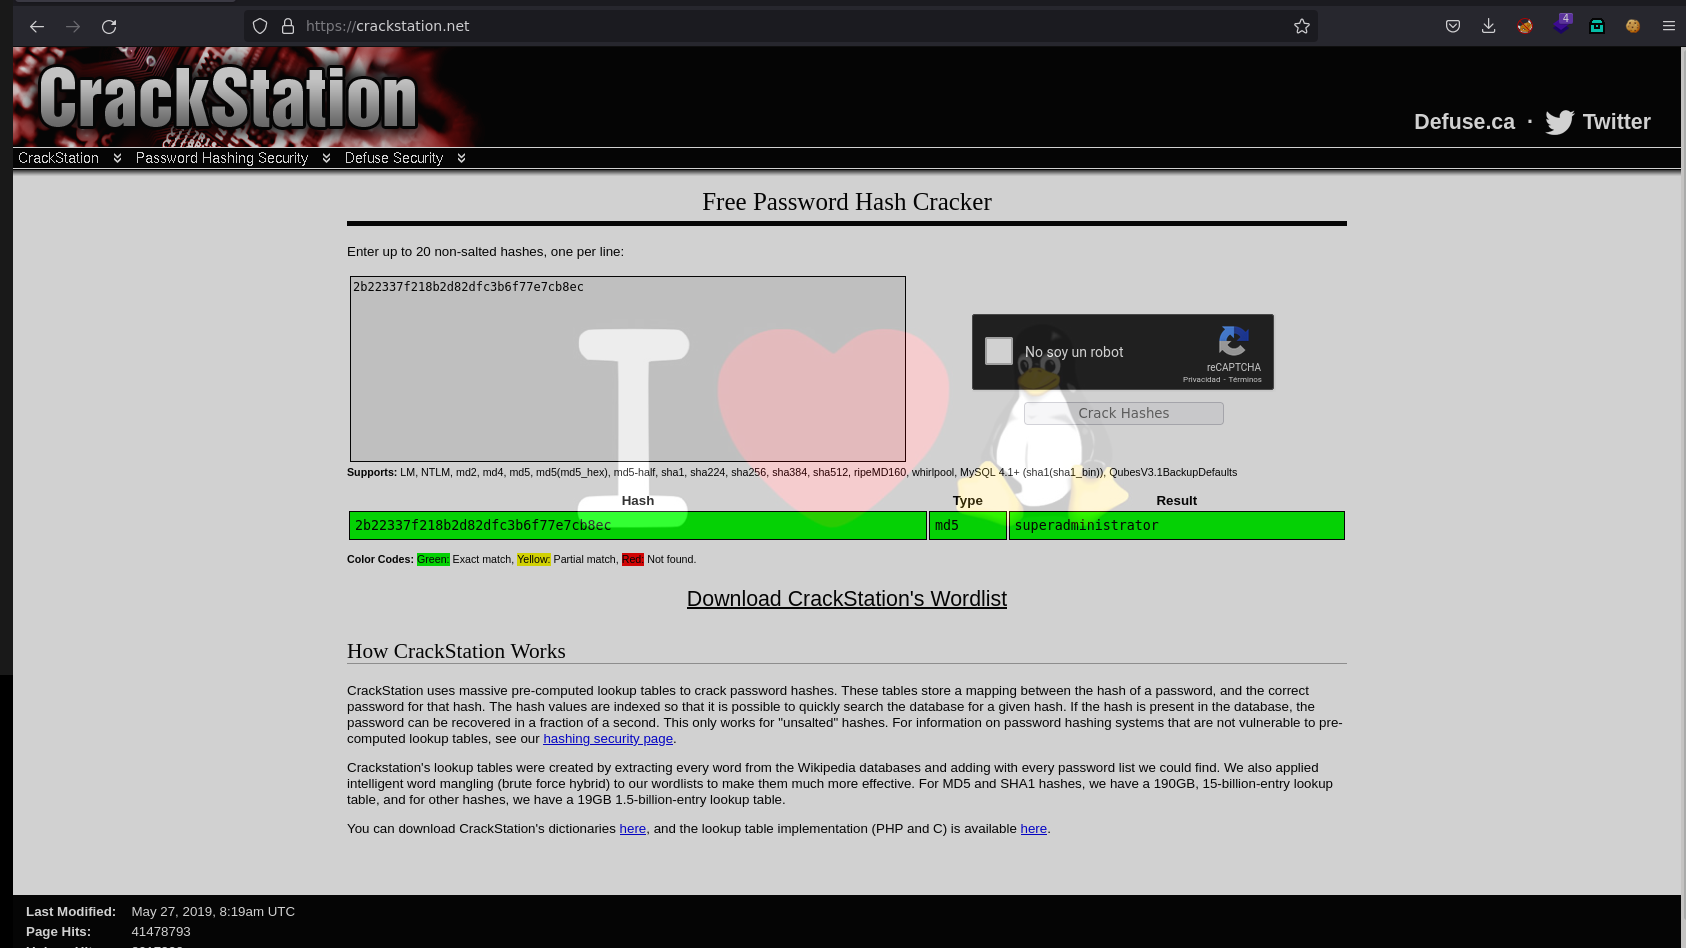 https://crackstation.net
4
CrackStation
Defuse.ca · Twitter
CrackStation Password Hashing Security Defuse Security
Free Password Hash Cracker
Enter up to 20 non-salted hashes, one per line:
2b22337f218b2d82dfc3b6f77e7cb8ec
I
No soy un robot
reCAPTCHA
Privacidad - Términos
Crack Hashes
Supports: LM, NTLM, md2, md4, md5, md5(md5_hex), md5-half, sha1, sha224, sha256, sha384, sha512, ripeMD160, whirlpool, MySQL 4.1+ (sha1(sha1_bin)), QubesV3.1BackupDefaults
Hash Type Result
2b22337f218b2d82dfc3b6f77e7cb8ec md5 superadministrator
Color Codes: Green: Exact match, Yellow: Partial match, Red: Not found.
Download CrackStation's Wordlist
How CrackStation Works
CrackStation uses massive pre-computed lookup tables to crack password hashes. These tables store a mapping between the hash of a password, and the correct
password for that hash. The hash values are indexed so that it is possible to quickly search the database for a given hash. If the hash is present in the database, the
password can be recovered in a fraction of a second. This only works for "unsalted" hashes. For information on password hashing systems that are not vulnerable to pre-
computed lookup tables, see our hashing security page.
Crackstation's lookup tables were created by extracting every word from the Wikipedia databases and adding with every password list we could find. We also applied
intelligent word mangling (brute force hybrid) to our wordlists to make them much more effective. For MD5 and SHA1 hashes, we have a 190GB, 15-billion-entry lookup
table, and for other hashes, we have a 19GB 1.5-billion-entry lookup table.
You can download CrackStation's dictionaries here, and the lookup table implementation (PHP and C) is available here.
Last Modified: May 27, 2019, 8:19am UTC
Page Hits: 41478793